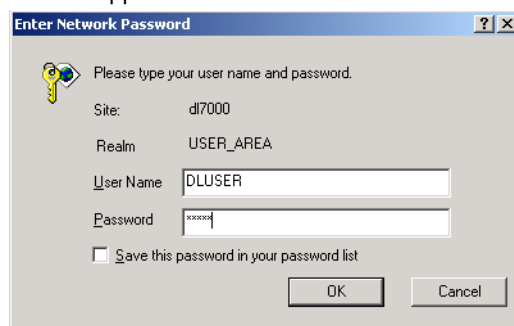 Enter Network Password
? X
Please type your user name and password.
Site: dl7000
Realm USER_AREA
User Name DLUSER
Password *****
Save this password in your password list
OK Cancel